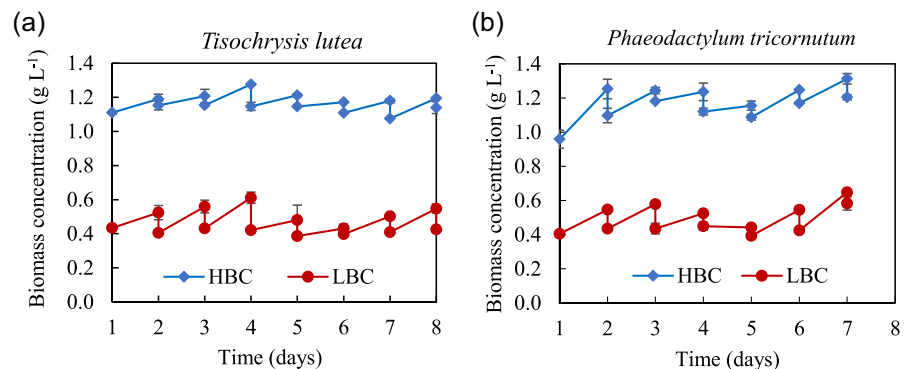 (a)
Tisochrysis lutea
Biomass concentration (g L-1)
1.4
1.2
1.0
0.8
0.6
0.4
0.2
0.0
HBC
LBC
1 2 3 4 5 6 7 8
Time (days)
(b)
Phaeodactylum tricornutum
Biomass concentration (g L-1)
1.4
1.2
1.0
0.8
0.6
0.4
0.2
0.0
HBC
LBC
1 2 3 4 5 6 7 8
Time (days)